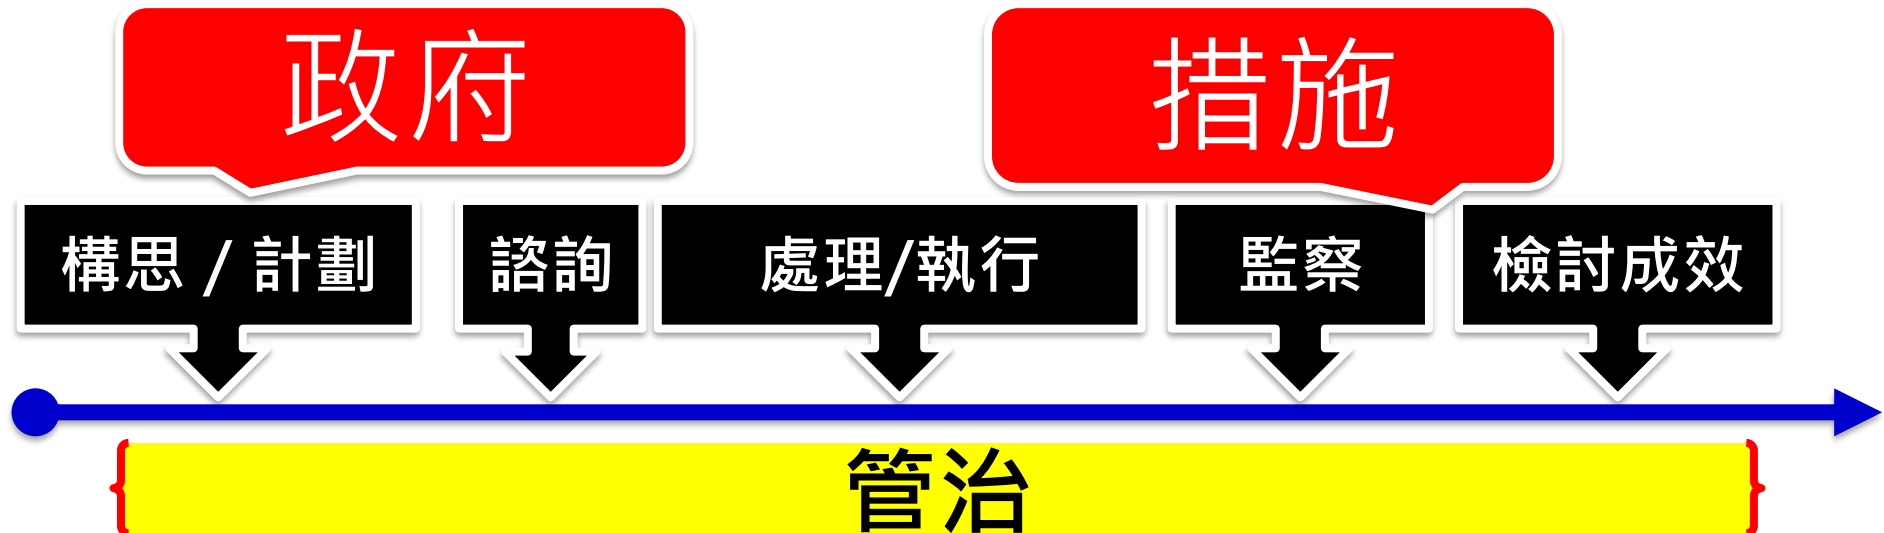 政府
措施
構思 / 計劃
諮詢
處理/執行
監察
檢討成效
管治